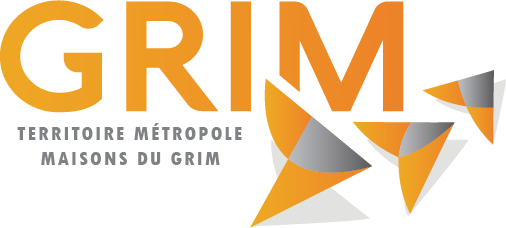 GRIM
TERRITOIRE MÉTROPOLE
MAISONS DU GRIM